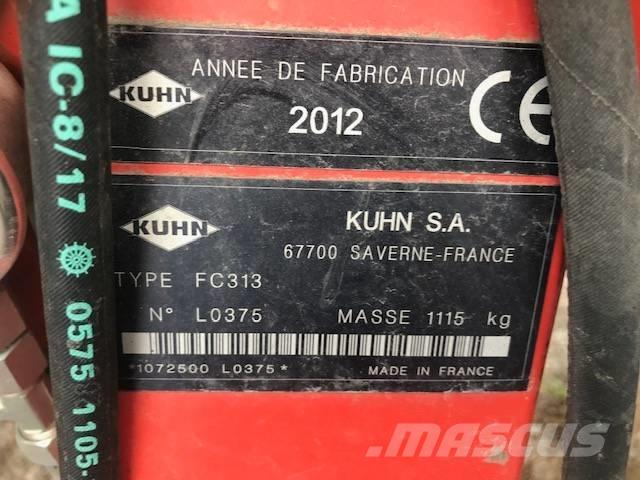 KUHN
ANNEE DE FABRICATION
2012
CE
KUHN
KUHN S.A.
67700 SAVERNE-FRANCE
TYPE FC313
N° L0375 MASSE 1115 kg
*1072500 L0375*
MADE IN FRANCE
A IC-8/17 0575 1105
MASCUS